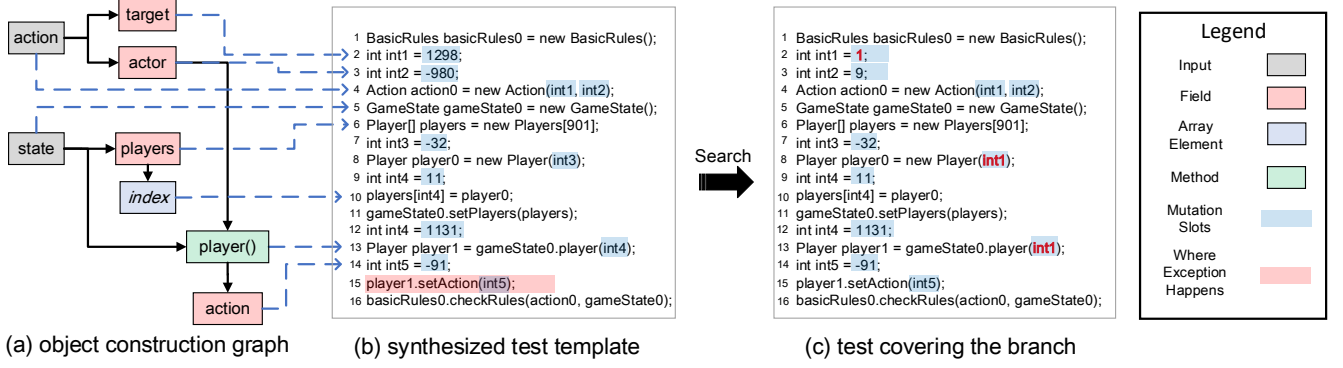 target
action
actor
state
players
index
player()
action
(a) object construction graph
1 BasicRules basicRules0 = new BasicRules();
2 int int1 = 1298;
3 int int2 = -980;
4 Action action0 = new Action(int1, int2);
5 GameState gameState0 = new GameState();
6 Player[] players = new Players[901];
7 int int3 = -32;
8 Player player0 = new Player(int3);
9 int int4 = 11;
10 players[int4] = player0;
11 gameState0.setPlayers(players);
12 int int4 = 1131;
13 Player player1 = gameState0.player(int4);
14 int int5 = -91;
15 player1.setAction(int5);
16 basicRules0.checkRules(action0, gameState0);
(b) synthesized test template
Search
1 BasicRules basicRules0 = new BasicRules();
2 int int1 = 1;
3 int int2 = 9;
4 Action action0 = new Action(int1, int2);
5 GameState gameState0 = new GameState();
6 Player[] players = new Players[901];
7 int int3 = -32;
8 Player player0 = new Player(int1);
9 int int4 = 11;
10 players[int4] = player0;
11 gameState0.setPlayers(players);
12 int int4 = 1131;
13 Player player1 = gameState0.player(int1);
14 int int5 = -91;
15 player1.setAction(int5);
16 basicRules0.checkRules(action0, gameState0);
(c) test covering the branch
Legend
Input
Field
Array
Element
Method
Mutation
Slots
Where
Exception
Happens